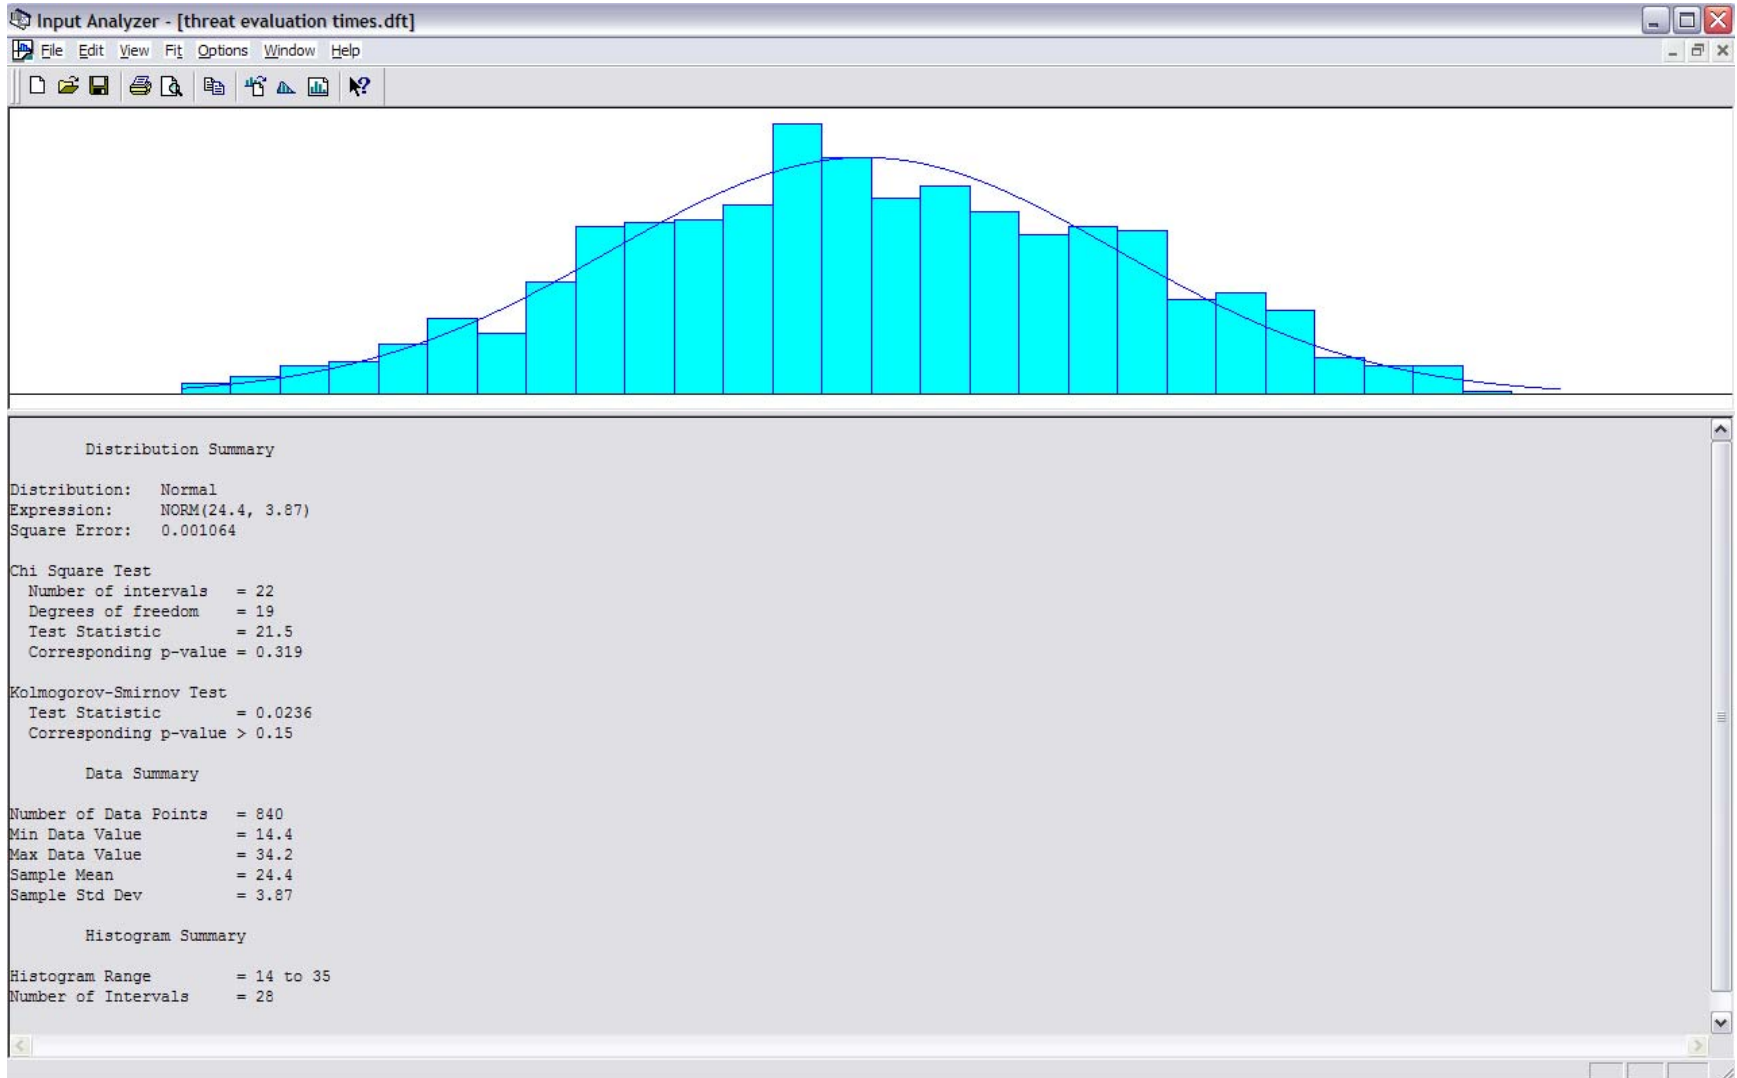 Input Analyzer - [threat evaluation times.dft]
File Edit View Fit Options Window Help
Distribution Summary
Distribution: Normal
Expression: NORM(24.4, 3.87)
Square Error: 0.001064
Chi Square Test
Number of intervals = 22
Degrees of freedom = 19
Test Statistic = 21.5
Corresponding p-value = 0.319
Kolmogorov-Smirnov Test
Test Statistic = 0.0236
Corresponding p-value > 0.15
Data Summary
Number of Data Points = 840
Min Data Value = 14.4
Max Data Value = 34.2
Sample Mean = 24.4
Sample Std Dev = 3.87
Histogram Summary
Histogram Range = 14 to 35
Number of Intervals = 28